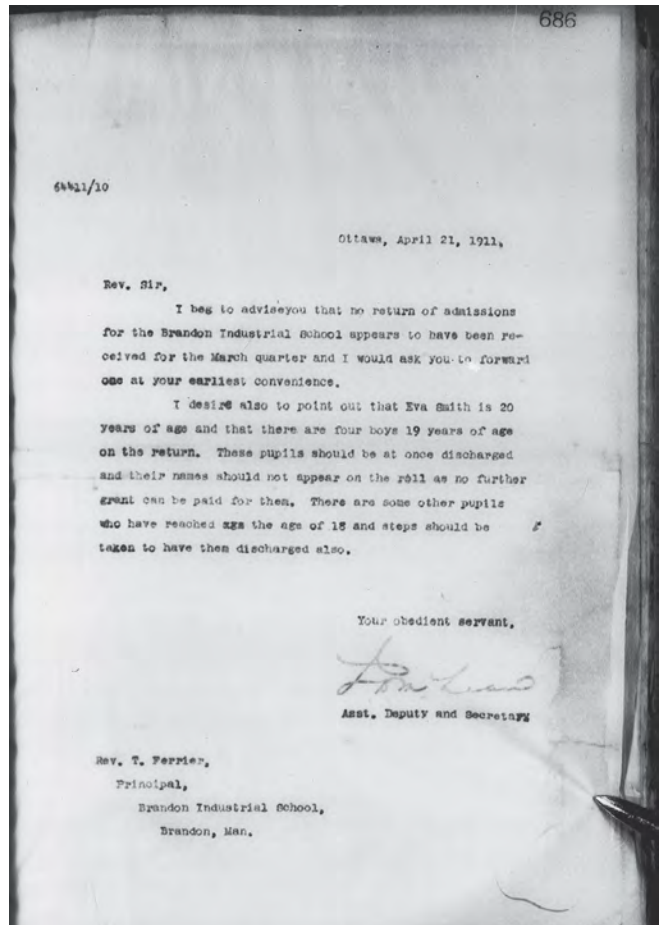 686
64411/10
Ottawa, April 21, 1911.
Rev. Sir,
I beg to adviseyou that no return of admissions
for the Brandon Industrial School appears to have been re-
ceived for the March quarter and I would ask you to forward
one at your earliest convenience.
I desire also to point out that Eva Smith is 20
years of age and that there are four boys 19 years of age
on the return. These pupils should be at once discharged
and their names should not appear on the roll as no further
grant can be paid for them. There are some other pupils
who have reached aga the age of 18 and steps should be
taken to have them discharged also.
Your obedient servant,
Asst. Deputy and Secretary
Rev. T. Ferrier,
Principal,
Brandon Industrial School,
Brandon, Man.